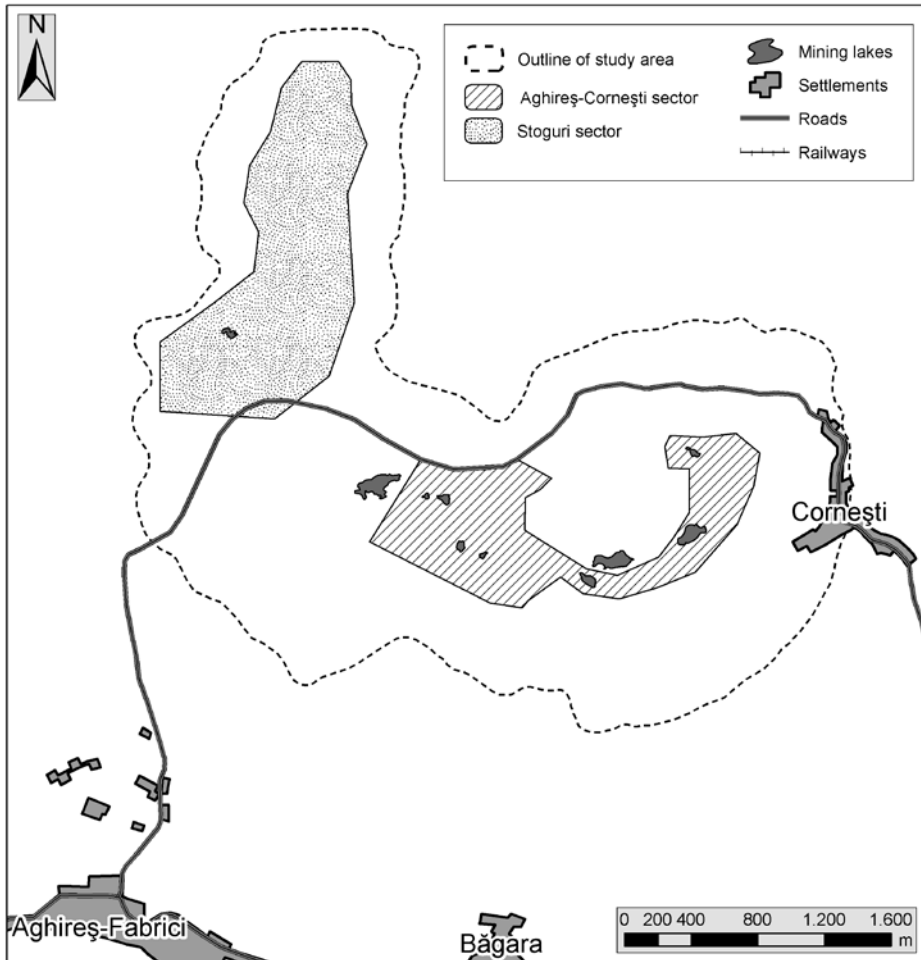 N
Outline of study area
Aghireş-Corneşti sector
Stoguri sector
Mining lakes
Settlements
Roads
Railways
Corneşti
Aghireş-Fabrici
Băgara
0 200 400 800 1.200 1.600
m